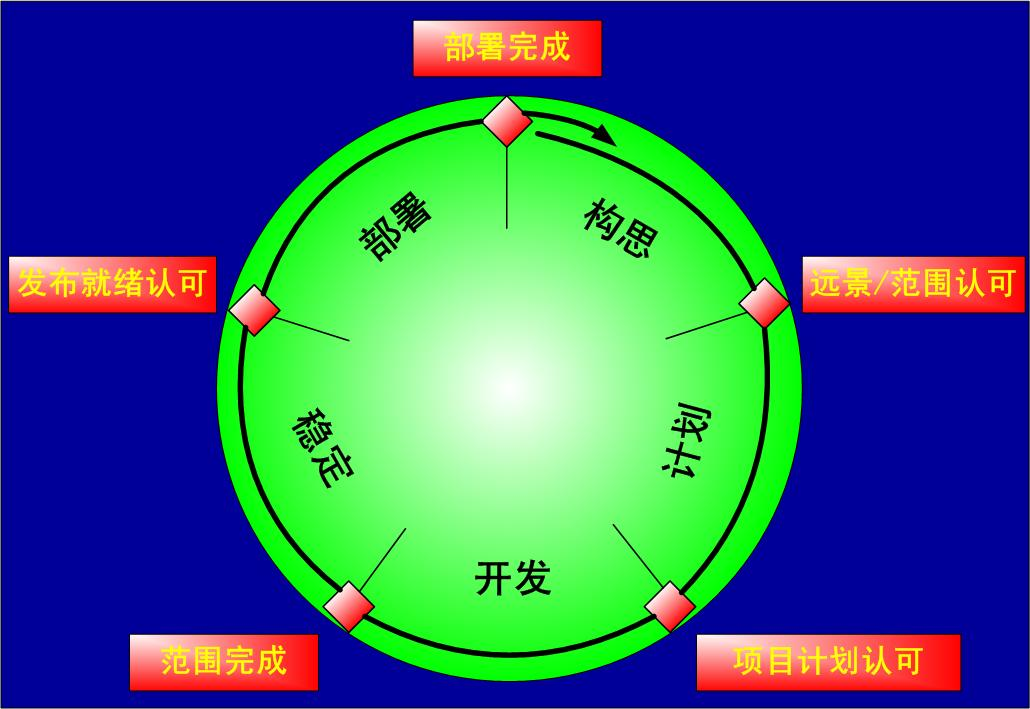 部署完成
部署
构思
发布就绪认可
远景/范围认可
稳定
计划
开发
范围完成
项目计划认可